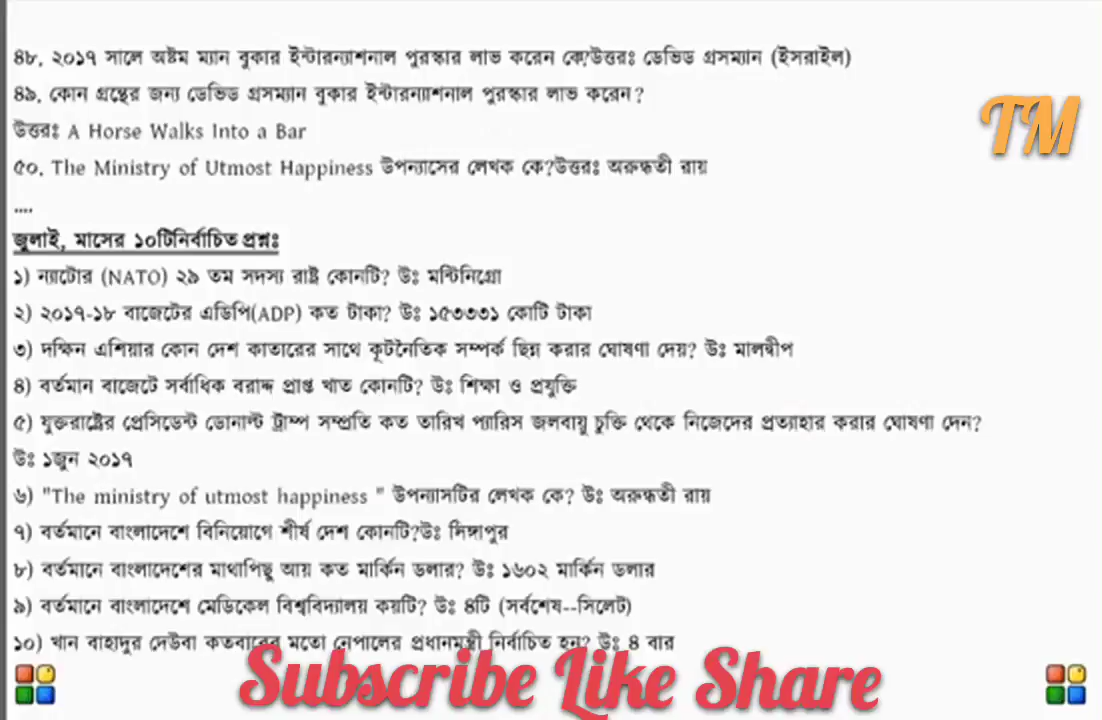 ৪৮. ২০১৭ সালে অষ্টম ম্যান বুকার ইন্টারন্যাশনাল পুরস্কার লাভ করেন কে?উত্তরঃ ডেভিড গ্রসম্যান (ইসরাইল)
৪৯. কোন গ্রন্থের জন্য ডেভিড গ্রসম্যান বুকার ইন্টারন্যাশনাল পুরস্কার লাভ করেন?
TM
উত্তরঃ A Horse Walks Into a Bar
৫০. The Ministry of Utmost Happiness উপন্যাসের লেখক কে?উত্তরঃ অরুন্ধতী রায়
....
জুলাই, মাসের ১০টিনির্বাচিত প্রশ্নঃ
১) ন্যাটোর (NATO) ২৯ তম সদস্য রাষ্ট্র কোনটি? উঃ মন্টিনিগ্রো
২) ২০১৭-১৮ বাজেটের এডিপি(ADP) কত টাকা? উঃ ১৫৩৩৩১ কোটি টাকা
৩) দক্ষিন এশিয়ার কোন দেশ কাতারের সাথে কূটনৈতিক সম্পর্ক ছিন্ন করার ঘোষণা দেয়? উঃ মালদ্বীপ
৪) বর্তমান বাজেটে সর্বাধিক বরাদ্দ প্রাপ্ত খাত কোনটি? উঃ শিক্ষা ও প্রযুক্তি
৫) যুক্তরাষ্ট্রের প্রেসিডেন্ট ডোনাল্ট ট্রাম্প সম্প্রতি কত তারিখ প্যারিস জলবায়ু চুক্তি থেকে নিজেদের প্রত্যাহার করার ঘোষণা দেন?
উঃ ১জুন ২০১৭
৬) "The ministry of utmost happiness " উপন্যাসটির লেখক কে? উঃ অরুন্ধতী রায়
৭) বর্তমানে বাংলাদেশে বিনিয়োগে শীর্ষ দেশ কোনটি?উঃ সিঙ্গাপুর
৮) বর্তমানে বাংলাদেশের মাথাপিছু আয় কত মার্কিন ডলার? উঃ ১৬০২ মার্কিন ডলার
৯) বর্তমানে বাংলাদেশে মেডিকেল বিশ্ববিদ্যালয় কয়টি? উঃ ৪টি (সর্বশেষ--সিলেট)
১০) খান বাহাদুর দেউবা কতবারের মতো নেপালের প্রধানমন্ত্রী নির্বাচিত হন? উঃ ৪ বার
Subscribe Like Share